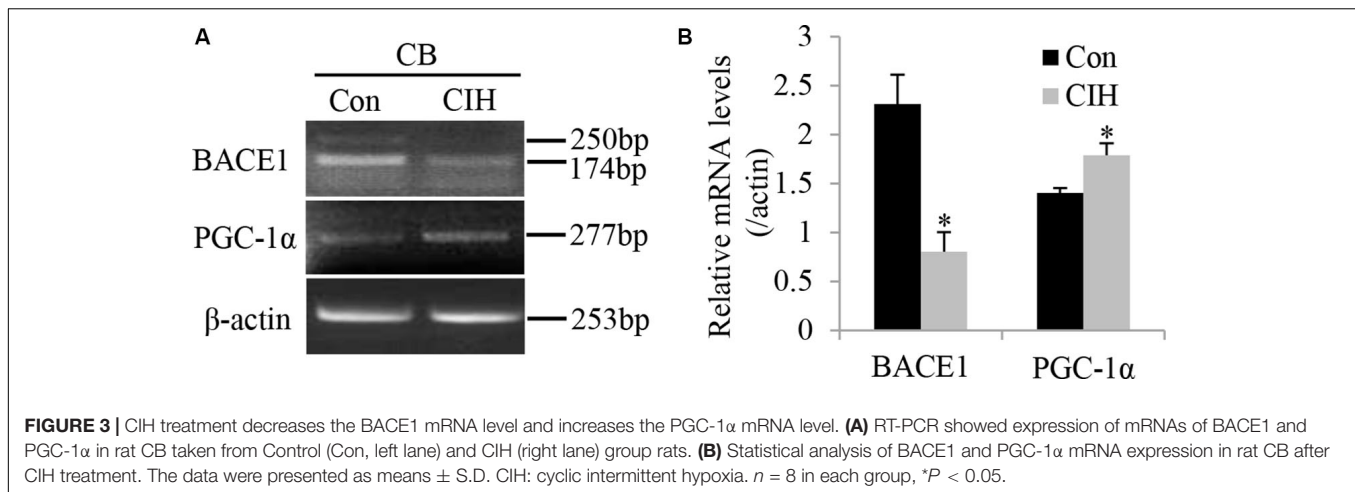 A
CB
Con CIH
BACE1
250bp
174bp
PGC-1α
277bp
β-actin
253bp
B
Relative mRNA levels
(/actin)
3
2.5
2
1.5
1
0.5
0
Con
CIH
*
*
BACE1 PGC-1α
FIGURE 3 | CIH treatment decreases the BACE1 mRNA level and increases the PGC-1α mRNA level. (A) RT-PCR showed expression of mRNAs of BACE1 and
PGC-1α in rat CB taken from Control (Con, left lane) and CIH (right lane) group rats. (B) Statistical analysis of BACE1 and PGC-1α mRNA expression in rat CB after
CIH treatment. The data were presented as means ± S.D. CIH: cyclic intermittent hypoxia. n = 8 in each group, *P < 0.05.